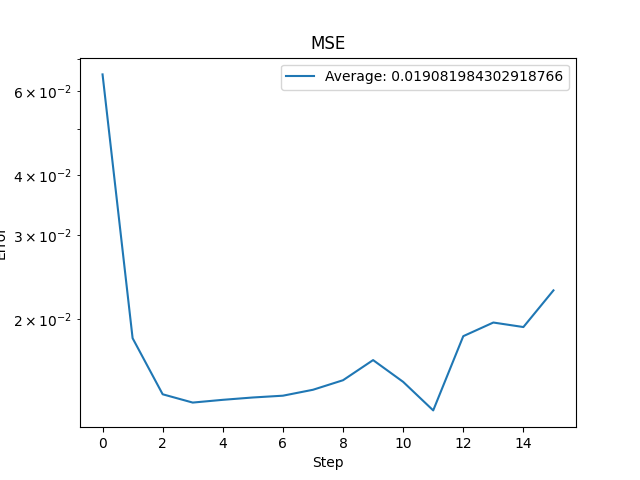 MSE
Average: 0.019081984302918766
6 × 10⁻²
4 × 10⁻²
3 × 10⁻²
2 × 10⁻²
Error
0 2 4 6 8 10 12 14
Step